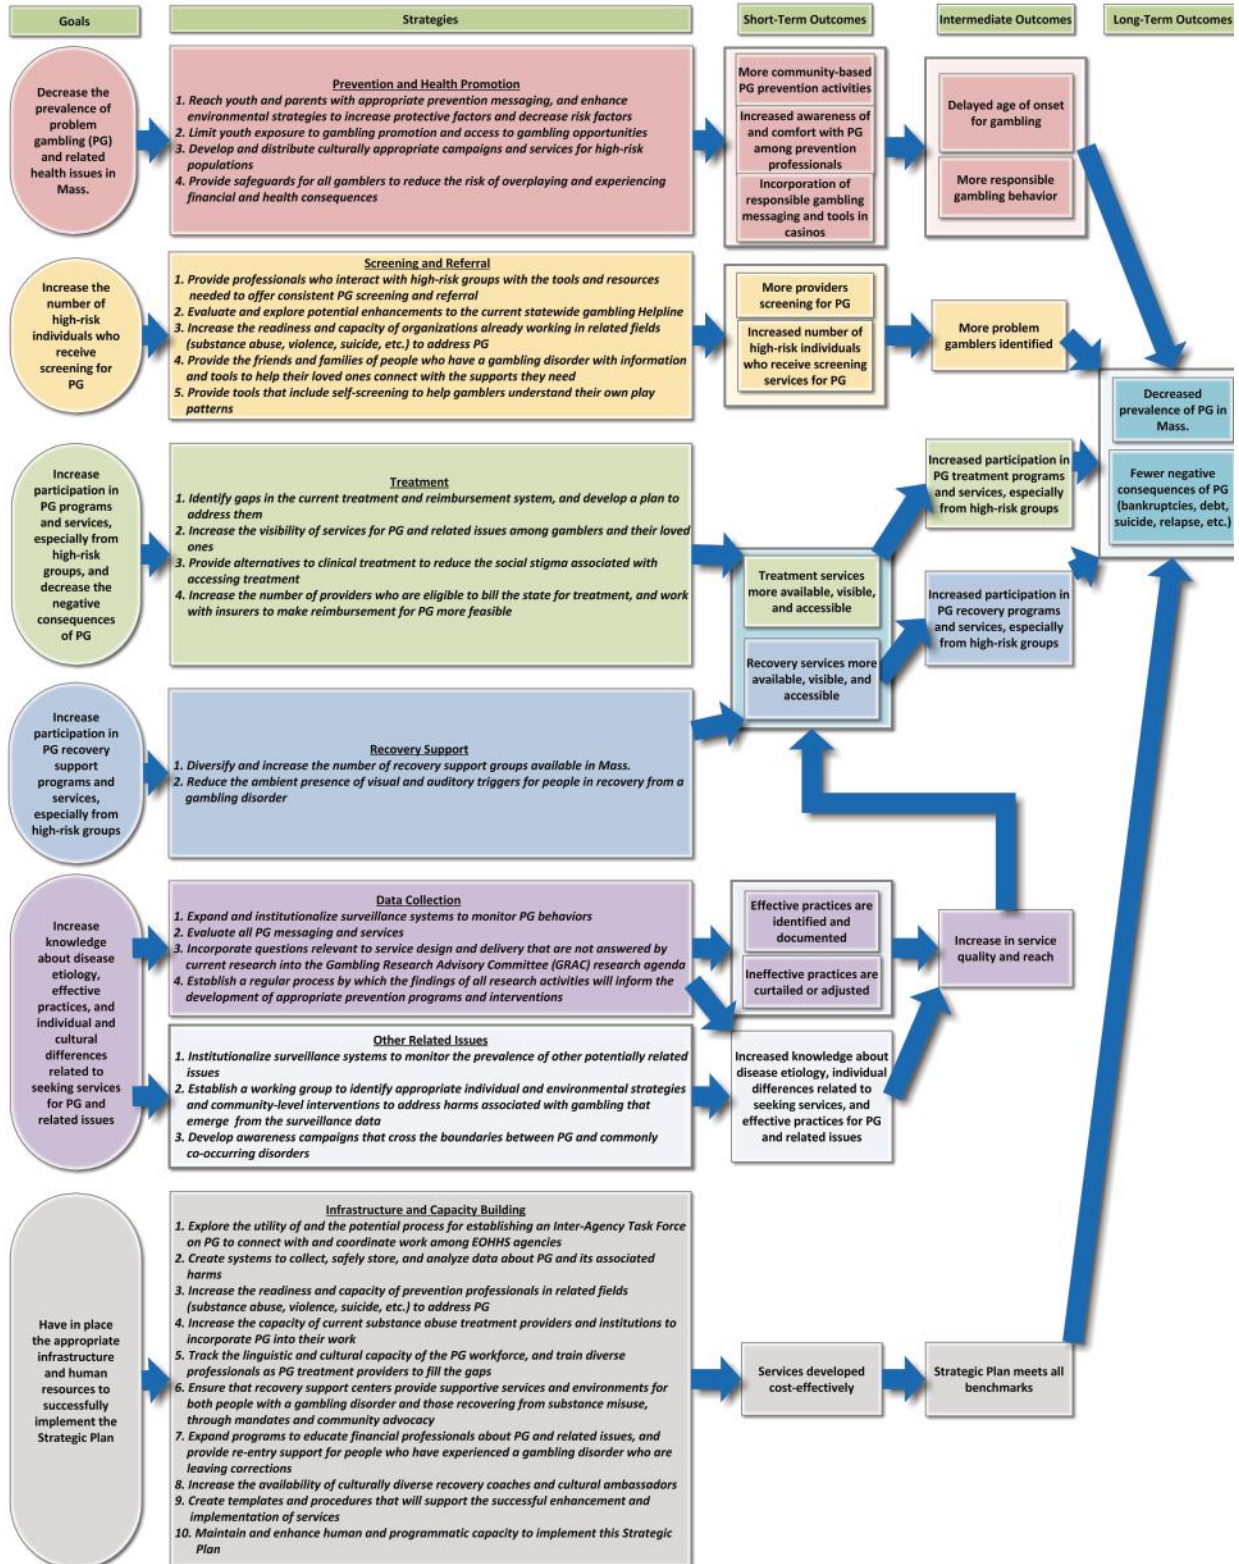 Goals
Strategies
Short-Term Outcomes
Intermediate Outcomes
Long-Term Outcomes
Decrease the
prevalence of
problem
gambling (PG)
and related
health issues in
Mass.
Prevention and Health Promotion
1. Reach youth and parents with appropriate prevention messaging, and enhance
environmental strategies to increase protective factors and decrease risk factors
2. Limit youth exposure to gambling promotion and access to gambling opportunities
3. Develop and distribute culturally appropriate campaigns and services for high-risk
populations
4. Provide safeguards for all gamblers to reduce the risk of overplaying and experiencing
financial and health consequences
More community-based
PG prevention activities
Increased awareness of
and comfort with PG
among prevention
professionals
Incorporation of
responsible gambling
messaging and tools in
casinos
Delayed age of onset
for gambling
More responsible
gambling behavior
Increase the
number of
high-risk
individuals who
receive
screening for
PG
Screening and Referral
1. Provide professionals who interact with high-risk groups with the tools and resources
needed to offer consistent PG screening and referral
2. Evaluate and explore potential enhancements to the current statewide gambling Helpline
3. Increase the readiness and capacity of organizations already working in related fields
(substance abuse, violence, suicide, etc.) to address PG
4. Provide the friends and families of people who have a gambling disorder with information
and tools to help their loved ones connect with the supports they need
5. Provide tools that include self-screening to help gamblers understand their own play
patterns
More providers
screening for PG
Increased number of
high-risk individuals
who receive screening
services for PG
More problem
gamblers identified
Decreased
prevalence of PG in
Mass.
Fewer negative
consequences of PG
(bankruptcies, debt,
suicide, relapse, etc.)
Increase
participation in
PG programs
and services,
especially from
high-risk
groups, and
decrease the
negative
consequences
of PG
Treatment
1. Identify gaps in the current treatment and reimbursement system, and develop a plan to
address them
2. Increase the visibility of services for PG and related issues among gamblers and their loved
ones
3. Provide alternatives to clinical treatment to reduce the social stigma associated with
accessing treatment
4. Increase the number of providers who are eligible to bill the state for treatment, and work
with insurers to make reimbursement for PG more feasible
Treatment services
more available, visible,
and accessible
Recovery services more
available, visible, and
accessible
Increased participation in
PG treatment programs
and services, especially
from high-risk groups
Increased participation in
PG recovery programs
and services, especially
from high-risk groups
Increase
participation in
PG recovery
support
programs and
services,
especially from
high-risk groups
Recovery Support
1. Diversify and increase the number of recovery support groups available in Mass.
2. Reduce the ambient presence of visual and auditory triggers for people in recovery from a
gambling disorder
Increase
knowledge
about disease
etiology,
effective
practices, and
individual and
cultural
differences
related to
seeking services
for PG and
related issues
Data Collection
1. Expand and institutionalize surveillance systems to monitor PG behaviors
2. Evaluate all PG messaging and services
3. Incorporate questions relevant to service design and delivery that are not answered by
current research into the Gambling Research Advisory Committee (GRAC) research agenda
4. Establish a regular process by which the findings of all research activities will inform the
development of appropriate prevention programs and interventions
Effective practices are
identified and
documented
Ineffective practices are
curtailed or adjusted
Increase in service
quality and reach
Other Related Issues
1. Institutionalize surveillance systems to monitor the prevalence of other potentially related
issues
2. Establish a working group to identify appropriate individual and environmental strategies
and community-level interventions to address harms associated with gambling that
emerge from the surveillance data
3. Develop awareness campaigns that cross the boundaries between PG and commonly
co-occurring disorders
Increased knowledge about
disease etiology, individual
differences related to
seeking services, and
effective practices for PG
and related issues
Have in place
the appropriate
infrastructure
and human
resources to
successfully
implement the
Strategic Plan
Infrastructure and Capacity Building
1. Explore the utility of and the potential process for establishing an Inter-Agency Task Force
on PG to connect with and coordinate work among EOHHS agencies
2. Create systems to collect, safely store, and analyze data about PG and its associated
harms
3. Increase the readiness and capacity of prevention professionals in related fields
(substance abuse, violence, suicide, etc.) to address PG
4. Increase the capacity of current substance abuse treatment providers and institutions to
incorporate PG into their work
5. Track the linguistic and cultural capacity of the PG workforce, and train diverse
professionals as PG treatment providers to fill the gaps
6. Ensure that recovery support centers provide supportive services and environments for
both people with a gambling disorder and those recovering from substance misuse,
through mandates and community advocacy
7. Expand programs to educate financial professionals about PG and related issues, and
provide re-entry support for people who have experienced a gambling disorder who are
leaving corrections
8. Increase the availability of culturally diverse recovery coaches and cultural ambassadors
9. Create templates and procedures that will support the successful enhancement and
implementation of services
10. Maintain and enhance human and programmatic capacity to implement this Strategic
Plan
Services developed
cost-effectively
Strategic Plan meets all
benchmarks